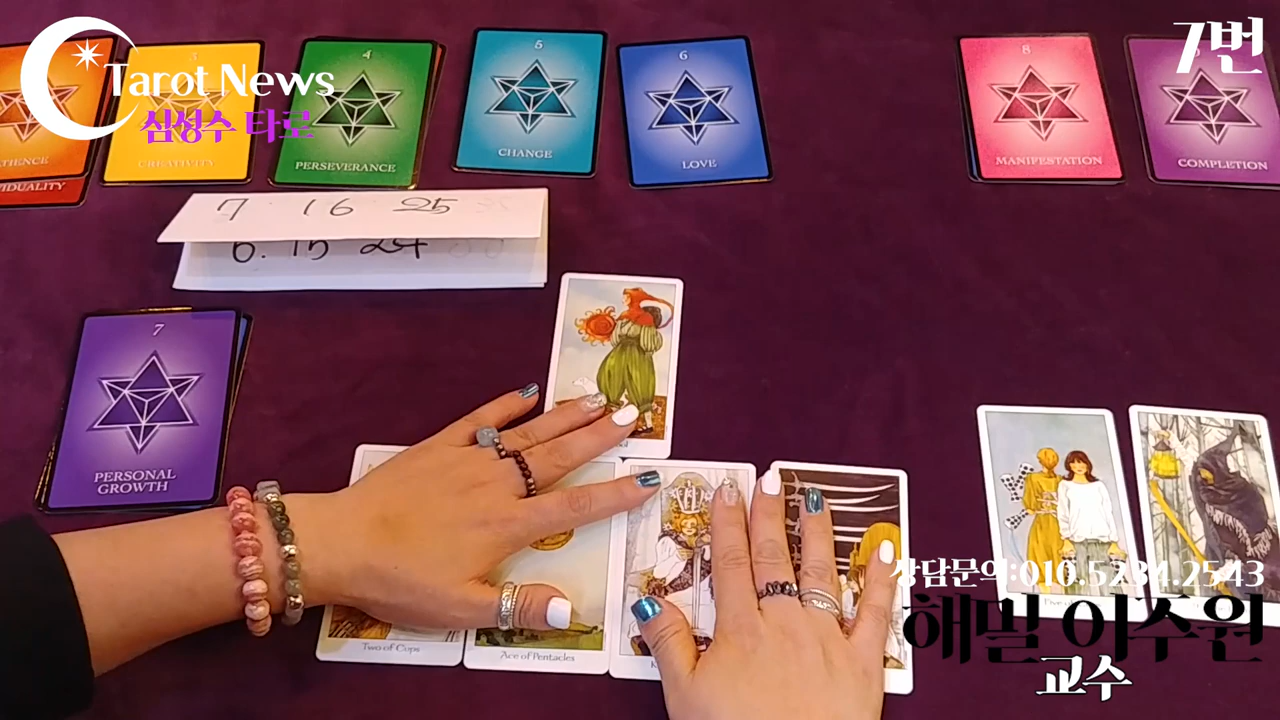 Tarot News
심성수 타로
7번
3
CREATIVITY
4
PERSEVERANCE
5
CHANGE
6
LOVE
8
MANIFESTATION
COMPLETION
7 16 25
6. 15 24
7
PERSONAL
GROWTH
Two of Cups
Ace of Pentacles
상담문의:010.5234.2543
해밀 이수원
교수